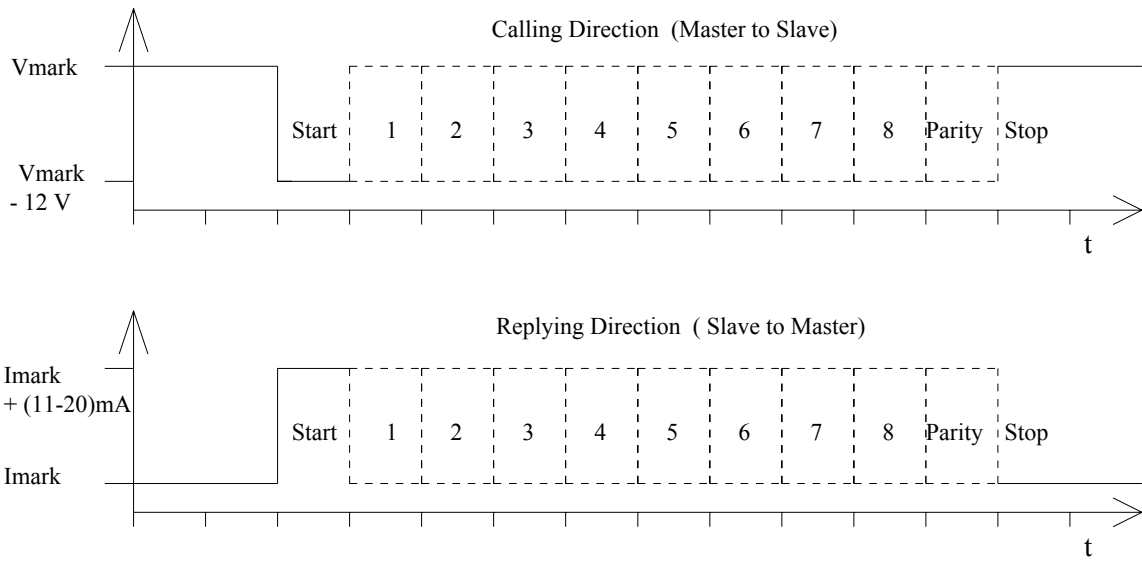 Calling Direction (Master to Slave)
Vmark
Start 1 2 3 4 5 6 7 8 Parity Stop
Vmark
- 12 V
t
Replying Direction ( Slave to Master)
Imark
+ (11-20)mA
Start 1 2 3 4 5 6 7 8 Parity Stop
Imark
t